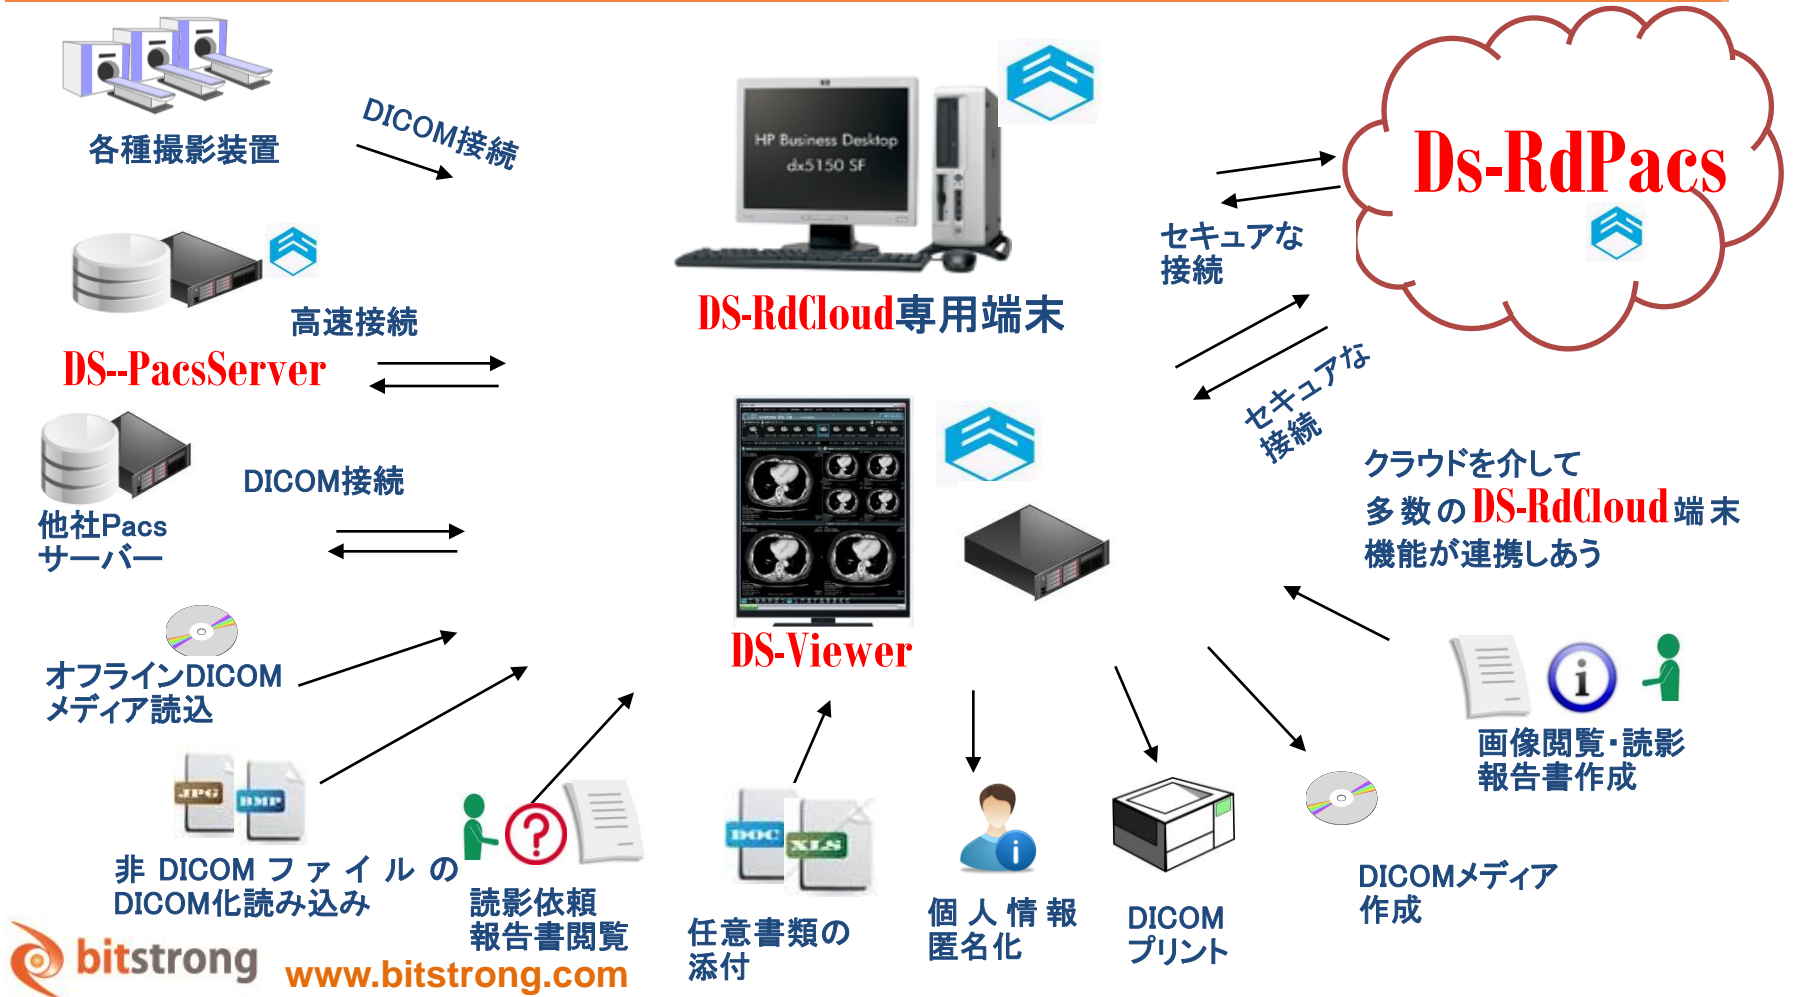 各種撮影装置
DICOM接続
HP Business Desktop
dx5150 SF
Ds-RdPacs
セキュアな
接続
DS-RdCloud専用端末
高速接続
DS--PacsServer
セキュアな
接続
DICOM接続
他社Pacs
サーバー
クラウドを介して
多数のDS-RdCloud端末
機能が連携しあう
DS-Viewer
オフラインDICOM
メディア読込
画像閲覧・読影
報告書作成
JPG
BMP
非DICOMファイルの
DICOM化読み込み
読影依頼
報告書閲覧
DOC
XLS
任意書類の
添付
個人情報
匿名化
DICOM
プリント
DICOMメディア
作成
bitstrong
www.bitstrong.com